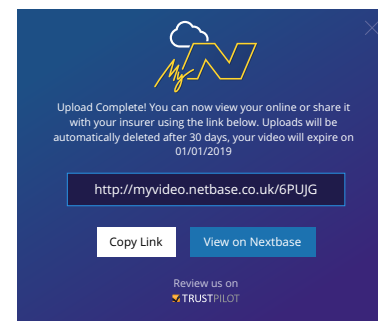 My N
Upload Complete! You can now view your online or share it
with your insurer using the link below. Uploads will be
automatically deleted after 30 days, your video will expire on
01/01/2019
http://myvideo.netbase.co.uk/6PUJG
Copy Link View on Nextbase
Review us on
TRUSTPILOT